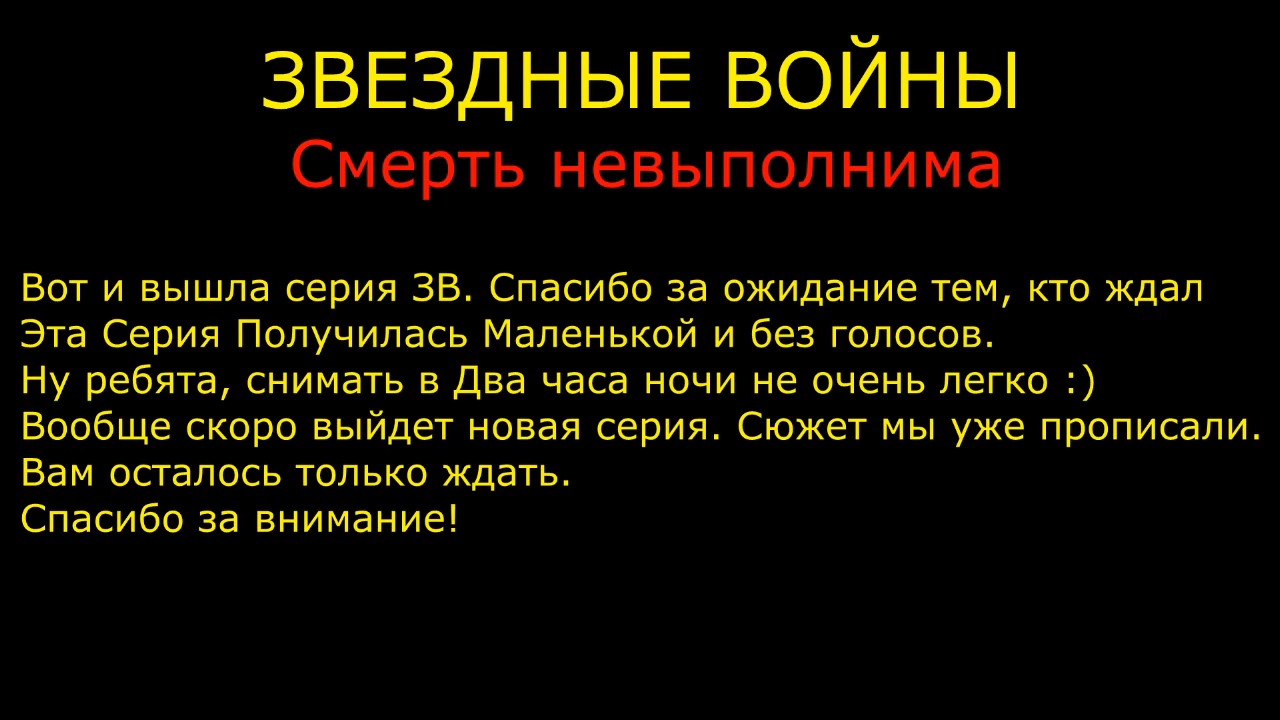 ЗВЕЗДНЫЕ ВОЙНЫ
Смерть невыполнима
Вот и вышла серия ЗВ. Спасибо за ожидание тем, кто ждал
Эта Серия Получилась Маленькой и без голосов.
Ну ребята, снимать в Два часа ночи не очень легко :)
Вообще скоро выйдет новая серия. Сюжет мы уже прописали.
Вам осталось только ждать.
Спасибо за внимание!